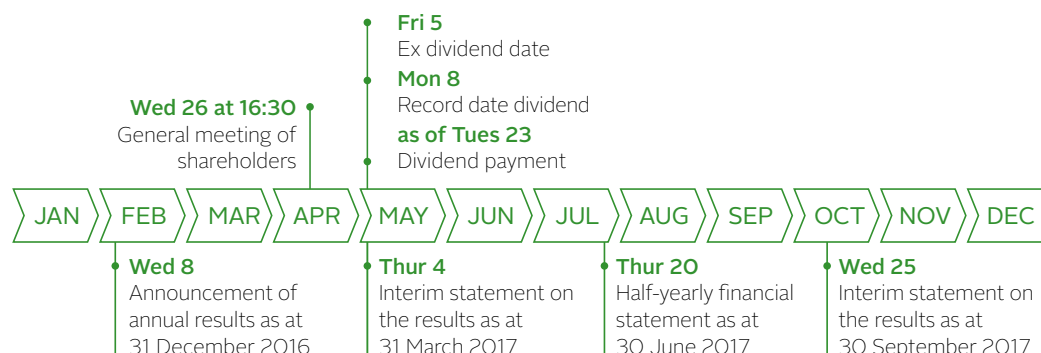 Fri 5
Ex dividend date
Mon 8
Record date dividend
as of Tues 23
Dividend payment
Wed 26 at 16:30
General meeting of
shareholders
JAN FEB MAR APR MAY JUN JUL AUG SEP OCT NOV DEC
Wed 8
Announcement of
annual results as at
31 December 2016
Thur 4
Interim statement on
the results as at
31 March 2017
Thur 20
Half-yearly financial
statement as at
30 June 2017
Wed 25
Interim statement on
the results as at
30 September 2017